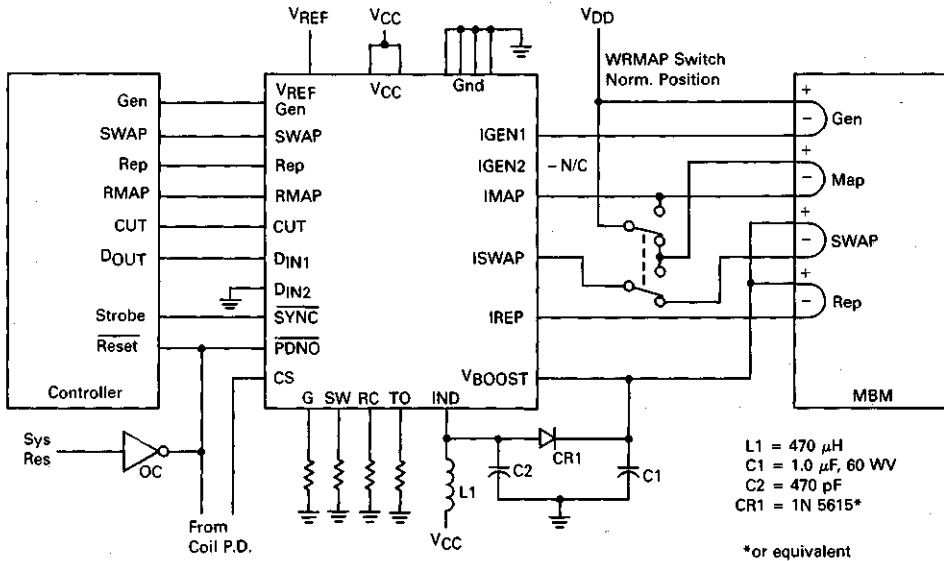 VREF
VCC
VDD
WRMAP Switch
Norm. Position
VREF
VCC
Gnd
Gen
Gen
IGEN1
+
−
Gen
SWAP
SWAP
Rep
Rep
IGEN2
– N/C
+
−
Map
RMAP
RMAP
IMAP
CUT
CUT
+
−
SWAP
DOUT
DIN1
ISWAP
DIN2
+
−
Rep
Strobe
SYNC
IREP
Reset
PDNO
CS
VBOOST
Controller
G
SW
RC
TO
IND
MBM
Sys
Res
OC
From
Coil P.D.
L1
VCC
C2
CR1
C1
L1 = 470 μH
C1 = 1.0 μF, 60 WV
C2 = 470 pF
CR1 = 1N 5615*
*or equivalent